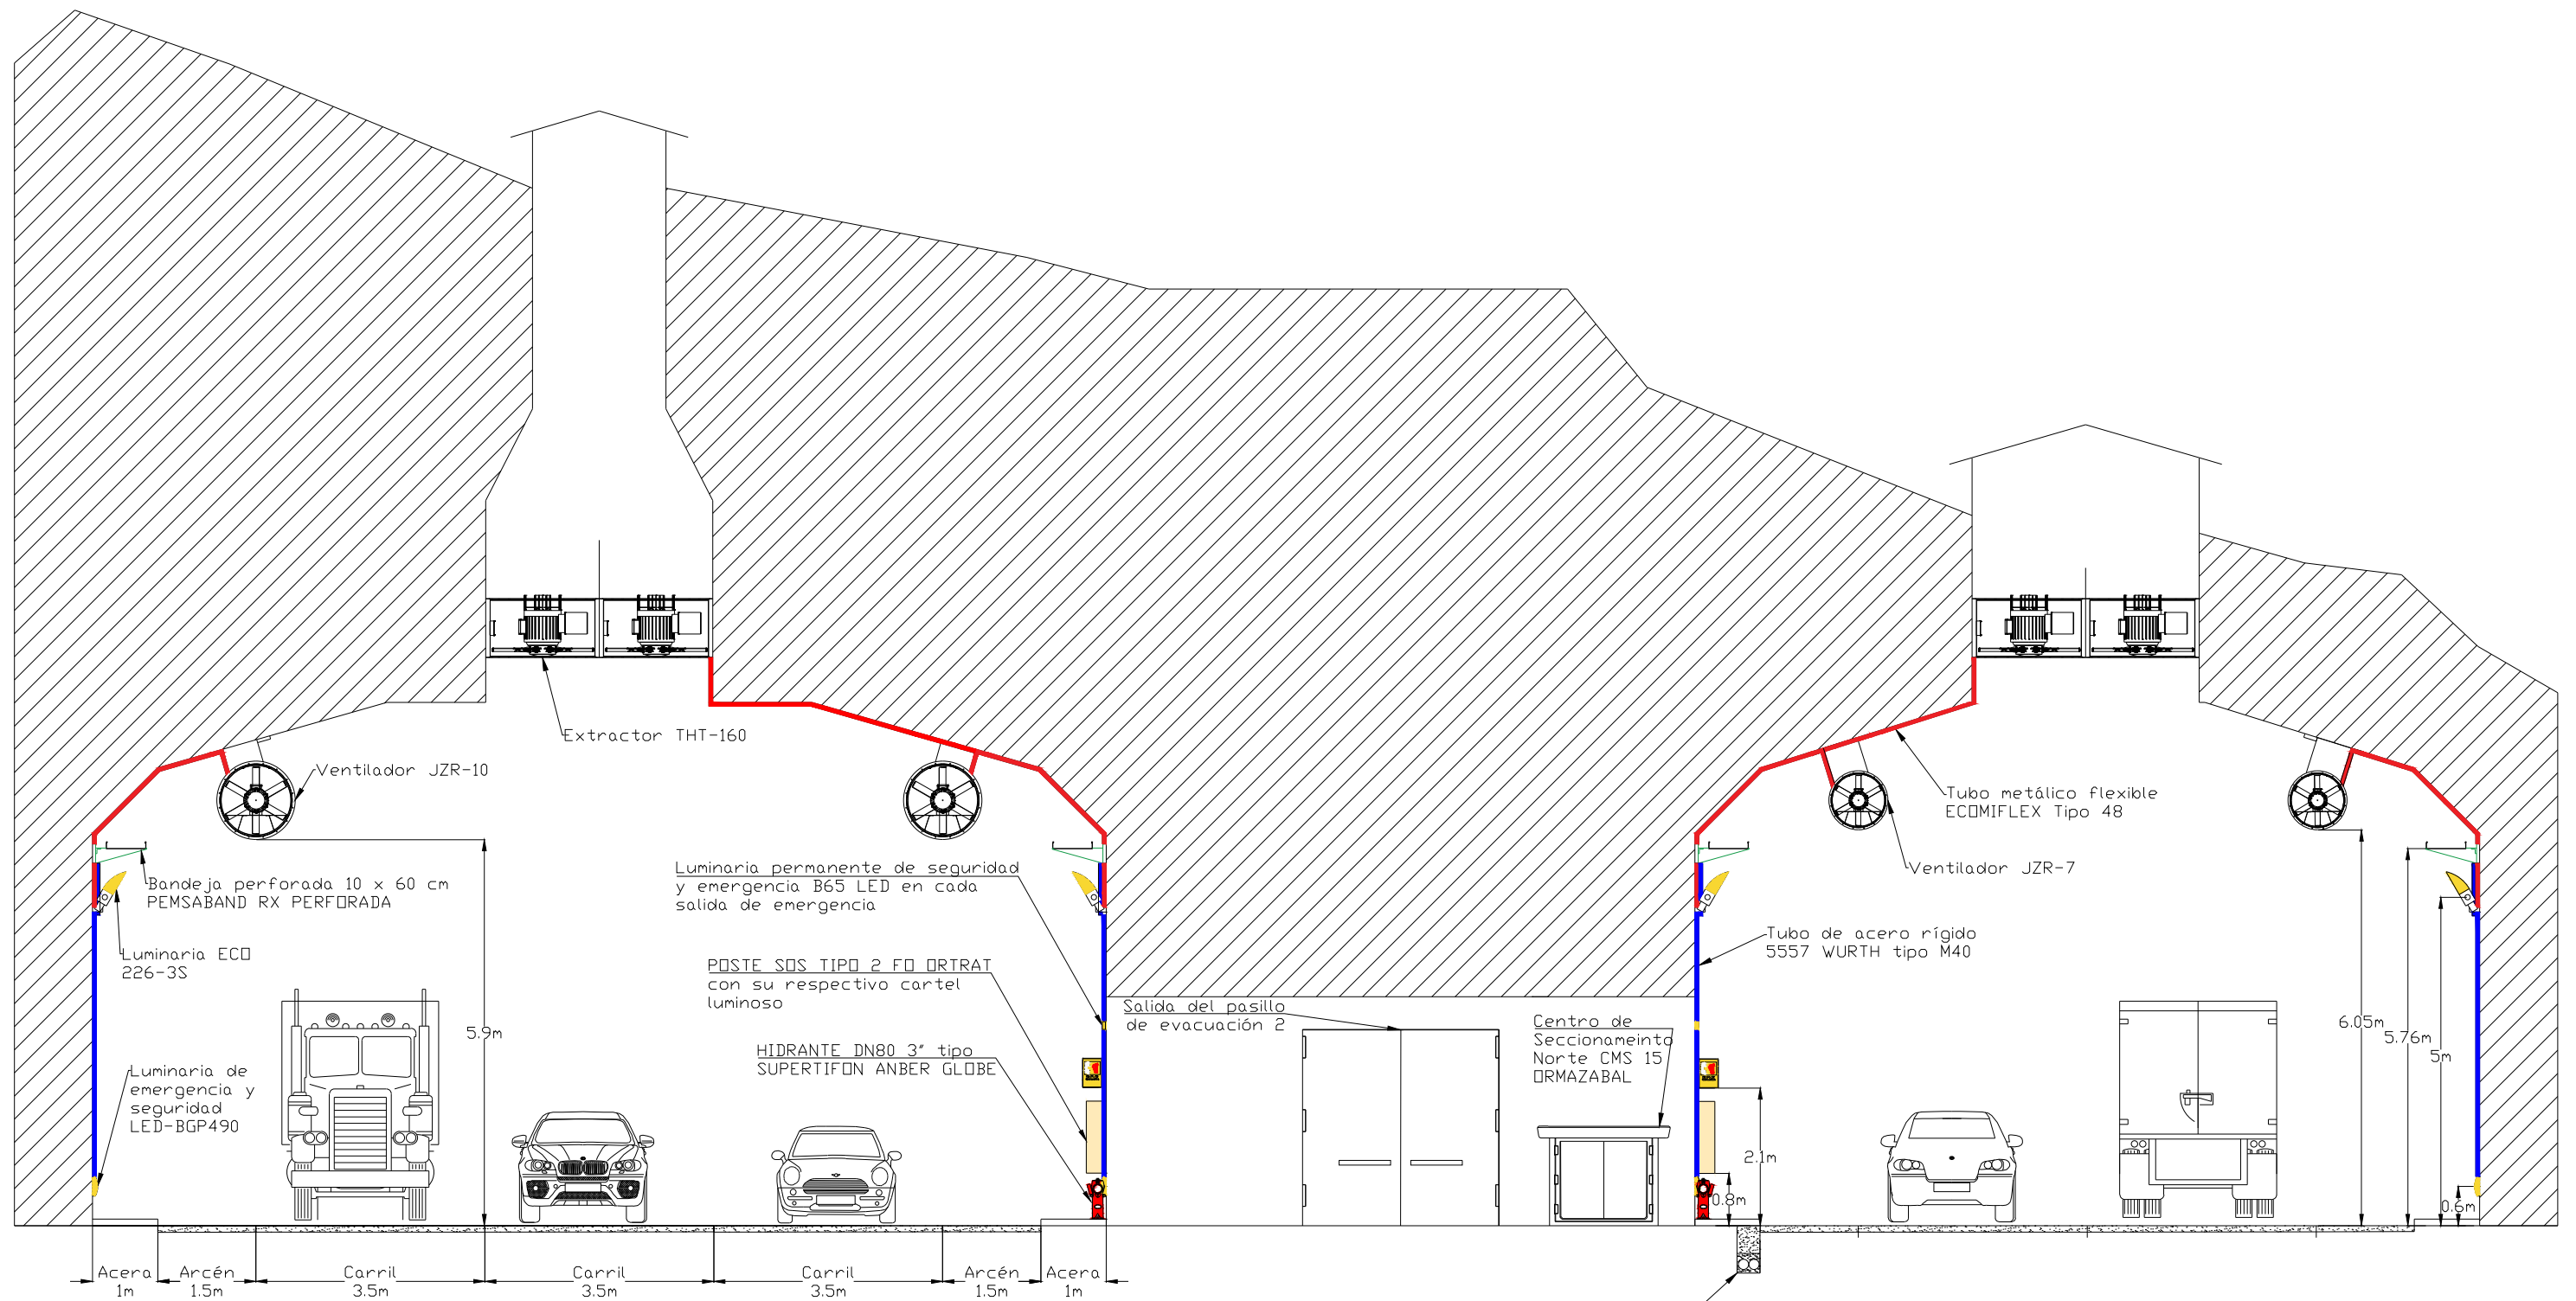 Extractor THT-160
Ventilador JZR-10
Tubo metálico flexible
ECOMIFLEX Tipo 48
Bandeja perforada 10 x 60 cm
PEMSABAND RX PERFORADA
Luminaria permanente de seguridad
y emergencia B65 LED en cada
salida de emergencia
Ventilador JZR-7
Luminaria ECO
226-3S
Tubo de acero rígido
5557 WURTH tipo M40
POSTE SOS TIPO 2 FO ORTRAT
con su respectivo cartel
luminoso
Salida del pasillo
de evacuación 2
Centro de
Seccionameinto
Norte CMS 15
ORMAZABAL
5.9m
6.05m
5.76m
5m
HIDRANTE DN80 3" tipo
SUPERTIFON ANBER GLOBE
Luminaria de
emergencia y
seguridad
LED-BGP490
2.1m
0.8m
0.6m
Acera
1m
Arcén
1.5m
Carril
3.5m
Carril
3.5m
Carril
3.5m
Arcén
1.5m
Acera
1m